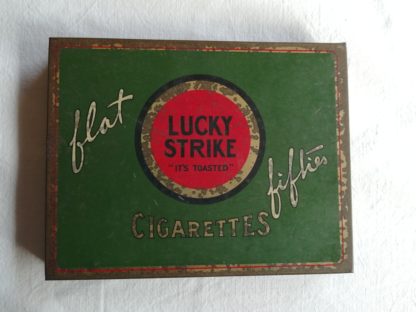 flat
LUCKY
STRIKE
"IT'S TOASTED"
CIGARETTES
fifties